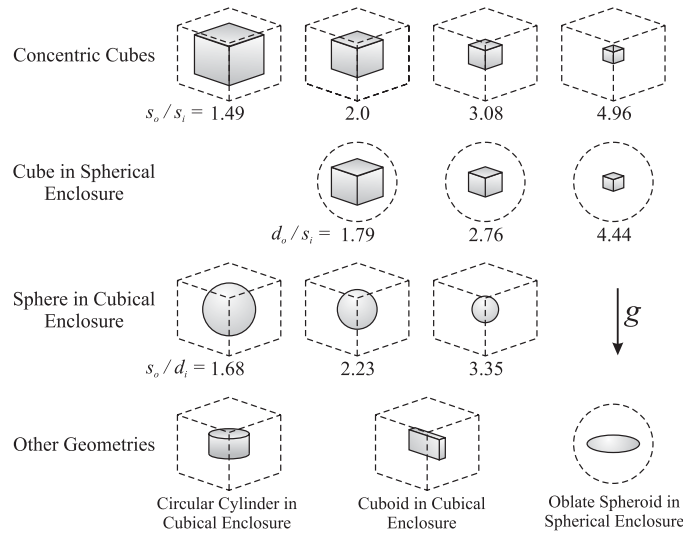 Concentric Cubes
s_o / s_i = 1.49
2.0
3.08
4.96
Cube in Spherical
Enclosure
d_o / s_i =
1.79
2.76
4.44
Sphere in Cubical
Enclosure
g
s_o / d_i = 1.68
2.23
3.35
Other Geometries
Circular Cylinder in
Cubical Enclosure
Cuboid in Cubical
Enclosure
Oblate Spheroid in
Spherical Enclosure